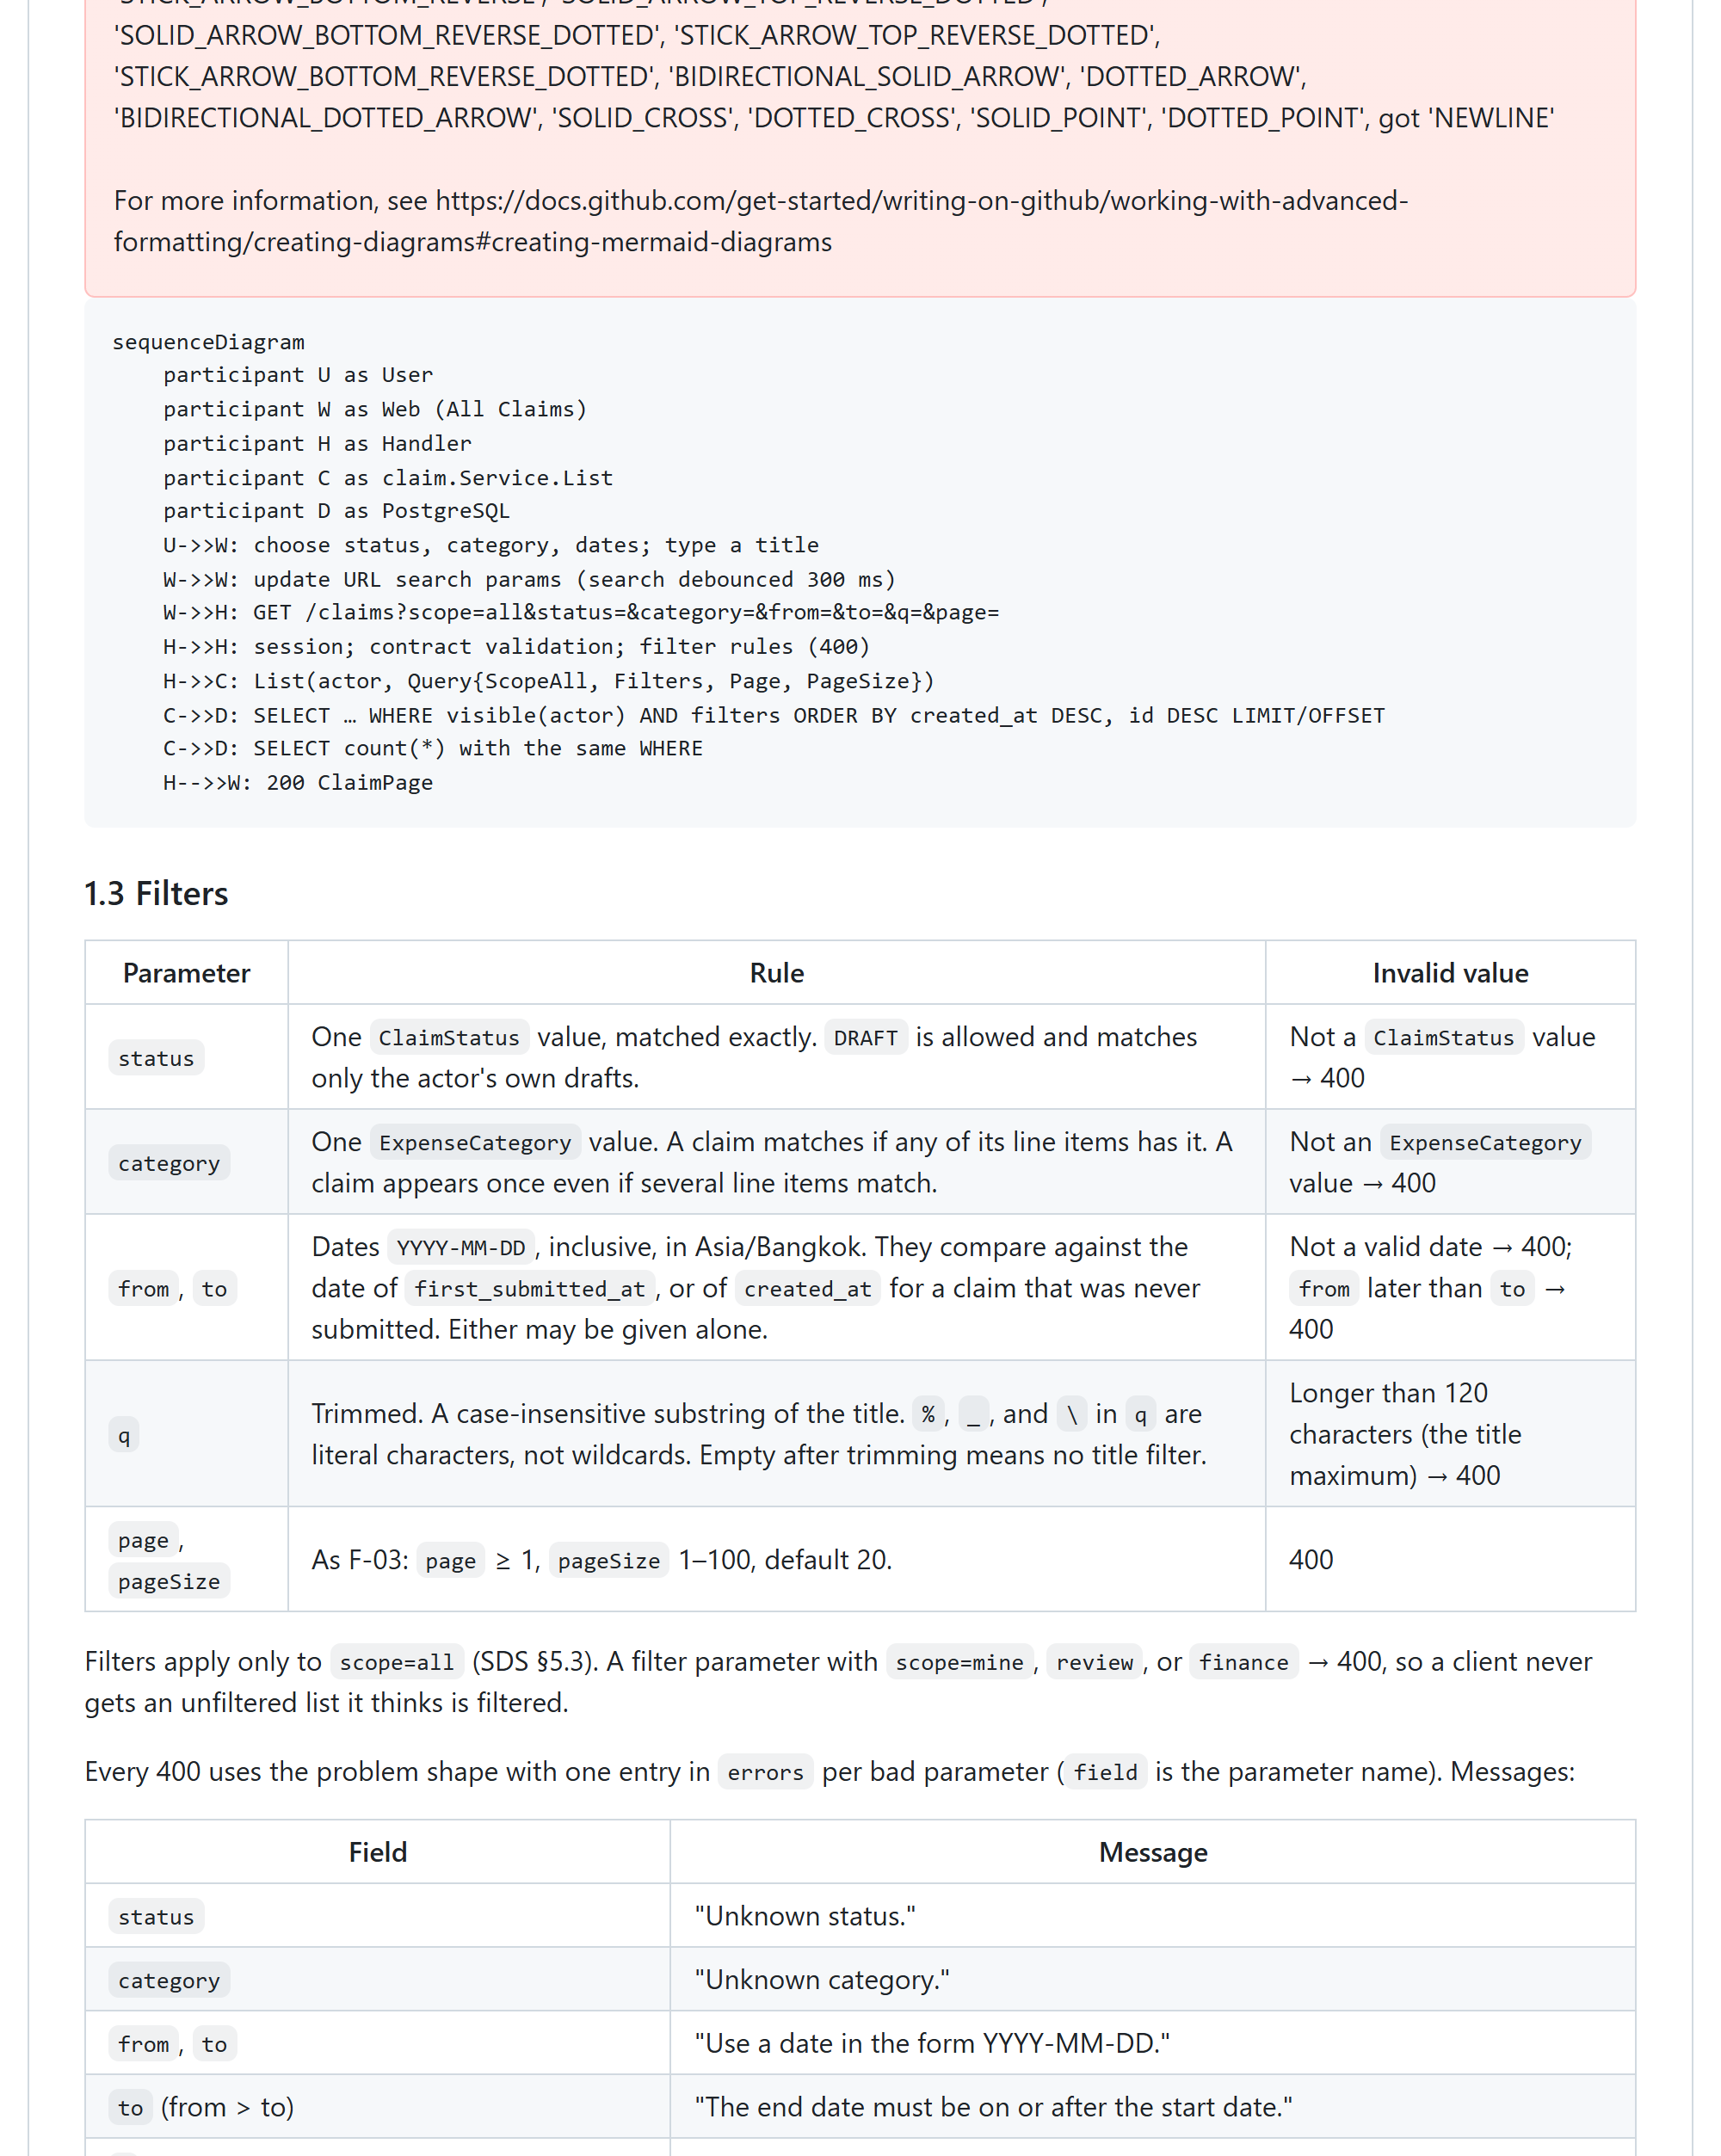 'STICK_ARROW_BOTTOM_REVERSE', 'SOLID_ARROW_TOP_REVERSE_DOTTED',
'SOLID_ARROW_BOTTOM_REVERSE_DOTTED', 'STICK_ARROW_TOP_REVERSE_DOTTED',
'STICK_ARROW_BOTTOM_REVERSE_DOTTED', 'BIDIRECTIONAL_SOLID_ARROW', 'DOTTED_ARROW',
'BIDIRECTIONAL_DOTTED_ARROW', 'SOLID_CROSS', 'DOTTED_CROSS', 'SOLID_POINT', 'DOTTED_POINT', got 'NEWLINE'
For more information, see https://docs.github.com/get-started/writing-on-github/working-with-advanced-
formatting/creating-diagrams#creating-mermaid-diagrams
sequenceDiagram
    participant U as User
    participant W as Web (All Claims)
    participant H as Handler
    participant C as claim.Service.List
    participant D as PostgreSQL
    U->>W: choose status, category, dates; type a title
    W->>W: update URL search params (search debounced 300 ms)
    W->>H: GET /claims?scope=all&status=&category=&from=&to=&q=&page=
    H->>H: session; contract validation; filter rules (400)
    H->>C: List(actor, Query{ScopeAll, Filters, Page, PageSize})
    C->>D: SELECT … WHERE visible(actor) AND filters ORDER BY created_at DESC, id DESC LIMIT/OFFSET
    C->>D: SELECT count(*) with the same WHERE
    H-->>W: 200 ClaimPage
1.3 Filters
Parameter Rule Invalid value
status
One ClaimStatus value, matched exactly. DRAFT is allowed and matches
only the actor's own drafts.
Not a ClaimStatus value
→ 400
category
One ExpenseCategory value. A claim matches if any of its line items has it. A
claim appears once even if several line items match.
Not an ExpenseCategory
value → 400
from, to
Dates YYYY-MM-DD, inclusive, in Asia/Bangkok. They compare against the
date of first_submitted_at, or of created_at for a claim that was never
submitted. Either may be given alone.
Not a valid date → 400;
from later than to →
400
q
Trimmed. A case-insensitive substring of the title. %, _, and \ in q are
literal characters, not wildcards. Empty after trimming means no title filter.
Longer than 120
characters (the title
maximum) → 400
page,
pageSize
As F-03: page ≥ 1, pageSize 1–100, default 20.
400
Filters apply only to scope=all (SDS §5.3). A filter parameter with scope=mine, review, or finance → 400, so a client never
gets an unfiltered list it thinks is filtered.
Every 400 uses the problem shape with one entry in errors per bad parameter (field is the parameter name). Messages:
Field Message
status "Unknown status."
category "Unknown category."
from, to "Use a date in the form YYYY-MM-DD."
to (from > to) "The end date must be on or after the start date."